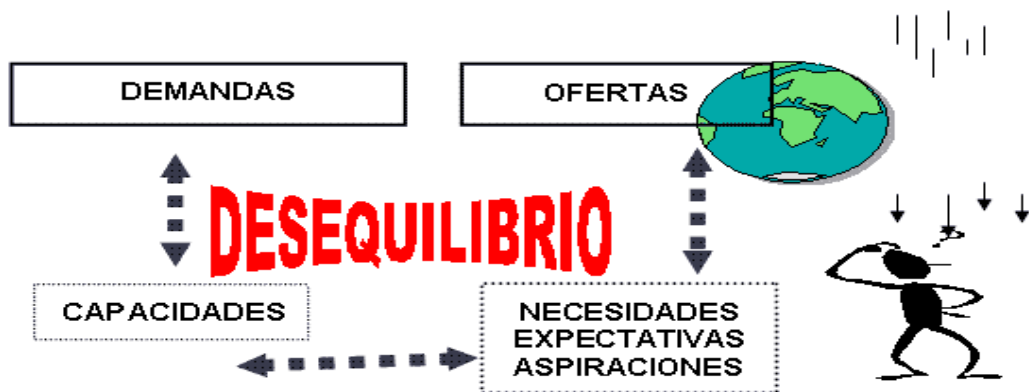 DEMANDAS
OFERTAS
DESEQUILIBRIO
CAPACIDADES
NECESIDADES
EXPECTATIVAS
ASPIRACIONES